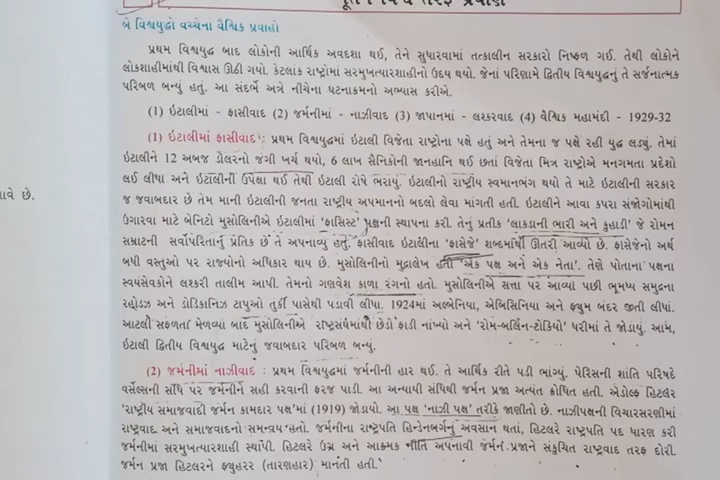 બે વિશ્વયુદ્ધો વચ્ચેના વૈશ્વિક પ્રવાહો
પ્રથમ વિશ્વયુદ્ધ બાદ લોકોની આર્થિક અવદશા થઈ, તેને સુધારવામાં તત્કાલીન સરકારો નિષ્ફળ ગઈ. તેથી લોકોને
લોકશાહીમાંથી વિશ્વાસ ઊઠી ગયો. કેટલાંક રાષ્ટ્રોમાં સરમુખત્યારશાહીનો ઉદય થયો. જેનાં પરિણામે દ્વિતીય વિશ્વયુદ્ધનું તે સર્જનાત્મક
પરિબળ બન્યું હતું. આ સંદર્ભે અત્રે નીચેના ઘટનાક્રમનો અભ્યાસ કરીએ.
(1) ઇટાલીમાં - ફાસીવાદ (2) જર્મનીમાં - નાઝીવાદ (3) જાપાનમાં - લશ્કરવાદ (4) વૈશ્વિક મહામંદી - 1929-32
(1) ઇટાલીમાં ફાસીવાદ : પ્રથમ વિશ્વયુદ્ધમાં ઇટાલી વિજેતા રાષ્ટ્રોના પક્ષે હતું અને તેમના જ પક્ષે રહી યુદ્ધ લડ્યું. તેમાં
ઇટાલીને 12 અબજ ડૉલરનો જંગી ખર્ચ થયો, 6 લાખ સૈનિકોની જાનહાનિ થઈ છતાં વિજેતા મિત્ર રાષ્ટ્રોએ મનગમતા પ્રદેશો
લઈ લીધા અને ઇટાલીની ઉપેક્ષા થઈ તેથી ઇટાલી રોષે ભરાયું. ઇટાલીનો રાષ્ટ્રીય સ્વમાનભંગ થયો તે માટે ઇટાલીની સરકાર
જ જવાબદાર છે તેમ માની ઇટાલીની જનતા રાષ્ટ્રીય અપમાનનો બદલો લેવા માંગતી હતી. ઇટાલીને આવા કપરા સંજોગોમાંથી
ઉગારવા માટે બેનિટો મુસોલિનીએ ઇટાલીમાં 'ફાસિસ્ટ' પક્ષની સ્થાપના કરી. તેનું પ્રતીક 'લાકડાની ભારી અને કુહાડી' જે રોમન
સમ્રાટની સર્વોપરિતાનું પ્રતિક છે તે અપનાવ્યું હતું. ફાસીવાદ ઇટાલીના 'ફાસેજે' શબ્દમાંથી ઊતરી આવ્યો છે. ફાસેજેનો અર્થ
બધી વસ્તુઓ પર રાજ્યોનો અધિકાર થાય છે. મુસોલિનીનો મુદ્રાલેખ હતો 'એક પક્ષ અને એક નેતા'. તેણે પોતાના પક્ષના
સ્વયંસેવકોને લશ્કરી તાલીમ આપી. તેમનો ગણવેશ કાળા રંગનો હતો. મુસોલિનીએ સત્તા પર આવ્યા પછી ભૂમધ્ય સમુદ્રના
રહોડ્ઝ અને ડોડિકાનિઝ ટાપુઓ તુર્કી પાસેથી પડાવી લીધા. 1924માં અલ્બેનિયા, એબિસિનિયા અને ફ્યુમ બંદર જીતી લીધાં.
આટલી સફળતા મેળવ્યા બાદ મુસોલિનીએ રાષ્ટ્રસંઘમાંથી છેડો ફાડી નાંખ્યો અને 'રોમ-બર્લિન-ટોકિયો' ધરીમાં તે જોડાયું. આમ,
ઇટાલી દ્વિતીય વિશ્વયુદ્ધ માટેનું જવાબદાર પરિબળ બન્યું.
(2) જર્મનીમાં નાઝીવાદ : પ્રથમ વિશ્વયુદ્ધમાં જર્મનીની હાર થઈ. તે આર્થિક રીતે પડી ભાંગ્યું. પેરિસની શાંતિ પરિષદે
વર્સેલ્સની સંધિ પર જર્મનીને સહી કરવાની ફરજ પાડી. આ અન્યાયી સંધિથી જર્મન પ્રજા અત્યંત ક્રોધિત હતી. એડોલ્ફ હિટલર
'રાષ્ટ્રીય સમાજવાદી જર્મન કામદાર પક્ષ'માં (1919) જોડાયો. આ પક્ષ 'નાઝી પક્ષ' તરીકે જાણીતો છે. નાઝીપક્ષની વિચારસરણીમાં
રાષ્ટ્રવાદ અને સમાજવાદનો સમન્વય હતો. જર્મનીના રાષ્ટ્રપતિ હિન્ડેનબર્ગનું અવસાન થતાં, હિટલરે રાષ્ટ્રપતિ પદ ધારણ કરી
જર્મનીમાં સરમુખત્યારશાહી સ્થાપી. હિટલરે ઉગ્ર અને આક્રમક નીતિ અપનાવી જર્મન પ્રજાને સંકુચિત રાષ્ટ્રવાદ તરફ દોરી.
જર્મન પ્રજા હિટલરને ફ્યુહરર (તારણહાર) માનતી હતી.
ાવે છે.